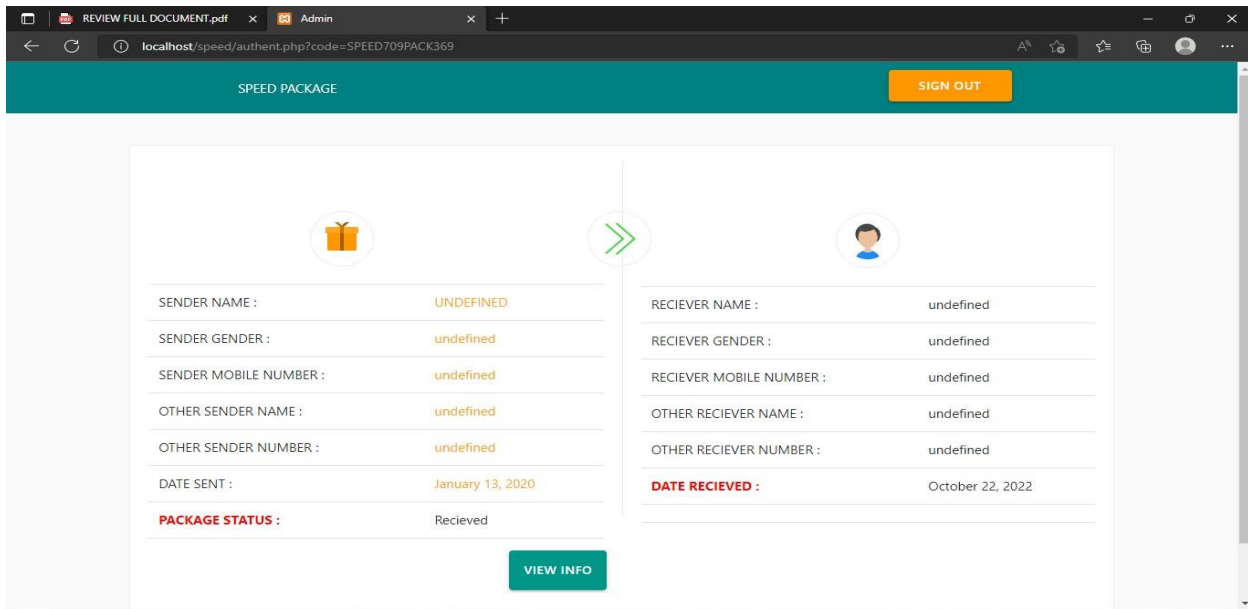 REVIEW FULL DOCUMENT.pdf
Admin
localhost/speed/authent.php?code=SPEED709PACK369
SPEED PACKAGE
SIGN OUT
SENDER NAME : UNDEFINED
SENDER GENDER : undefined
SENDER MOBILE NUMBER : undefined
OTHER SENDER NAME : undefined
OTHER SENDER NUMBER : undefined
DATE SENT : January 13, 2020
PACKAGE STATUS : Recieved
RECIEVER NAME : undefined
RECIEVER GENDER : undefined
RECIEVER MOBILE NUMBER : undefined
OTHER RECIEVER NAME : undefined
OTHER RECIEVER NUMBER : undefined
DATE RECIEVED : October 22, 2022
VIEW INFO